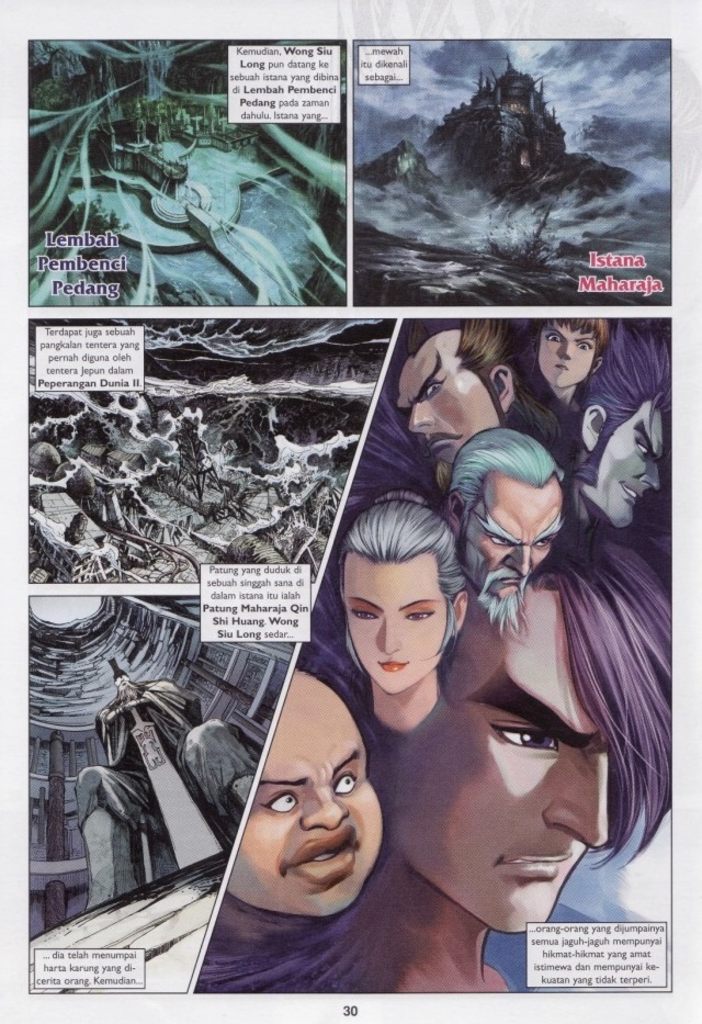 Kemudian, Wong Siu
Long pun datang ke
sebuah istana yang dibina
di Lembah Pembenci
Pedang pada zaman
dahulu. Istana yang...
...mewah
itu dikenali
sebagai...
Lembah
Pembenci
Pedang
Istana
Maharaja
Terdapat juga sebuah
pangkalan tentera yang
pernah diguna oleh
tentera Jepun dalam
Peperangan Dunia II.
Patung yang duduk di
sebuah singgah sana di
dalam istana itu ialah
Patung Maharaja Qin
Shi Huang. Wong
Siu Long sedar...
... dia telah menumpai
harta karung yang di-
cerita orang. Kemudian...
...orang-orang yang dijumpainya
semua jaguh-jaguh mempunyai
hikmat-hikmat yang amat
istimewa dan mempunyai ke-
kuatan yang tidak terperi.
30